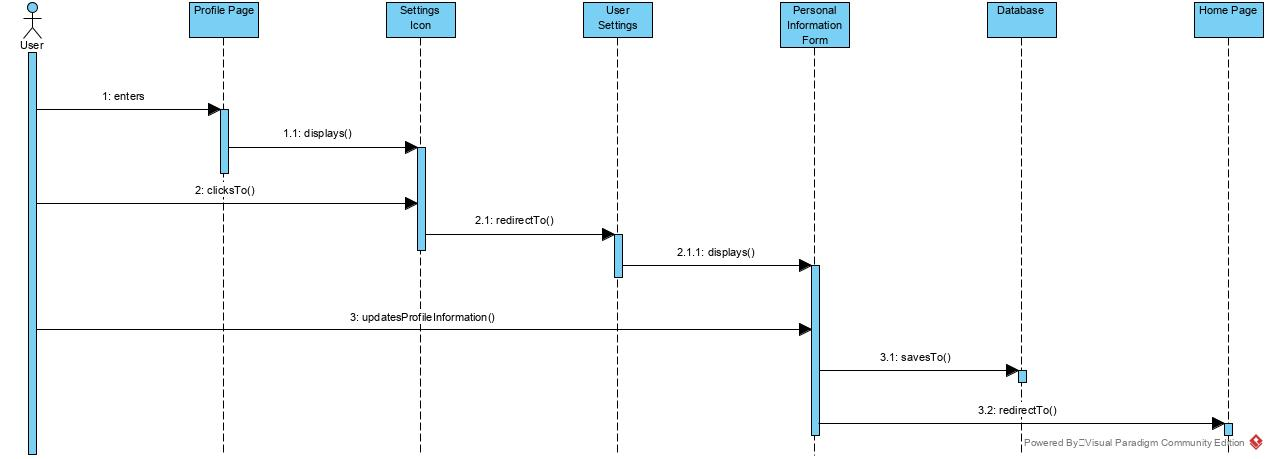 Profile Page
Settings
Icon
User
Settings
Personal
Information
Form
Database
Home Page
User
1: enters
1.1: displays()
2: clicksTo()
2.1: redirectTo()
2.1.1: displays()
3: updatesProfileInformation()
3.1: savesTo()
3.2: redirectTo()
Powered By Visual Paradigm Community Edition